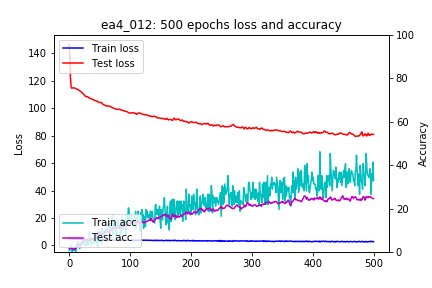 ea4_012: 500 epochs loss and accuracy
Train loss
Test loss
Train acc
Test acc
Loss
Accuracy
140
120
100
80
60
40
20
0
100
80
60
40
20
0
0
100
200
300
400
500